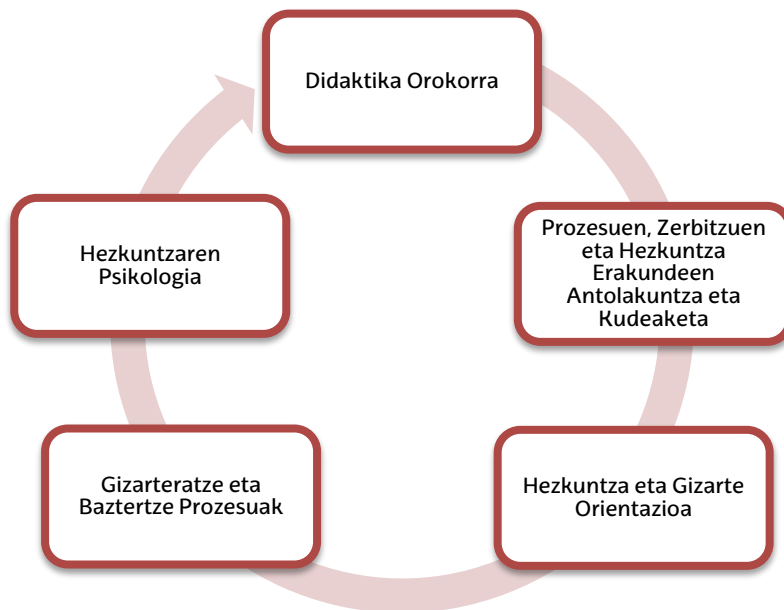 Didaktika Orokorra
Prozesuen, Zerbitzuen
eta Hezkuntza
Erakundeen
Antolakuntza eta
Kudeaketa
Hezkuntza eta Gizarte
Orientazioa
Gizarteratze eta
Baztertze Prozesuak
Hezkuntzaren
Psikologia